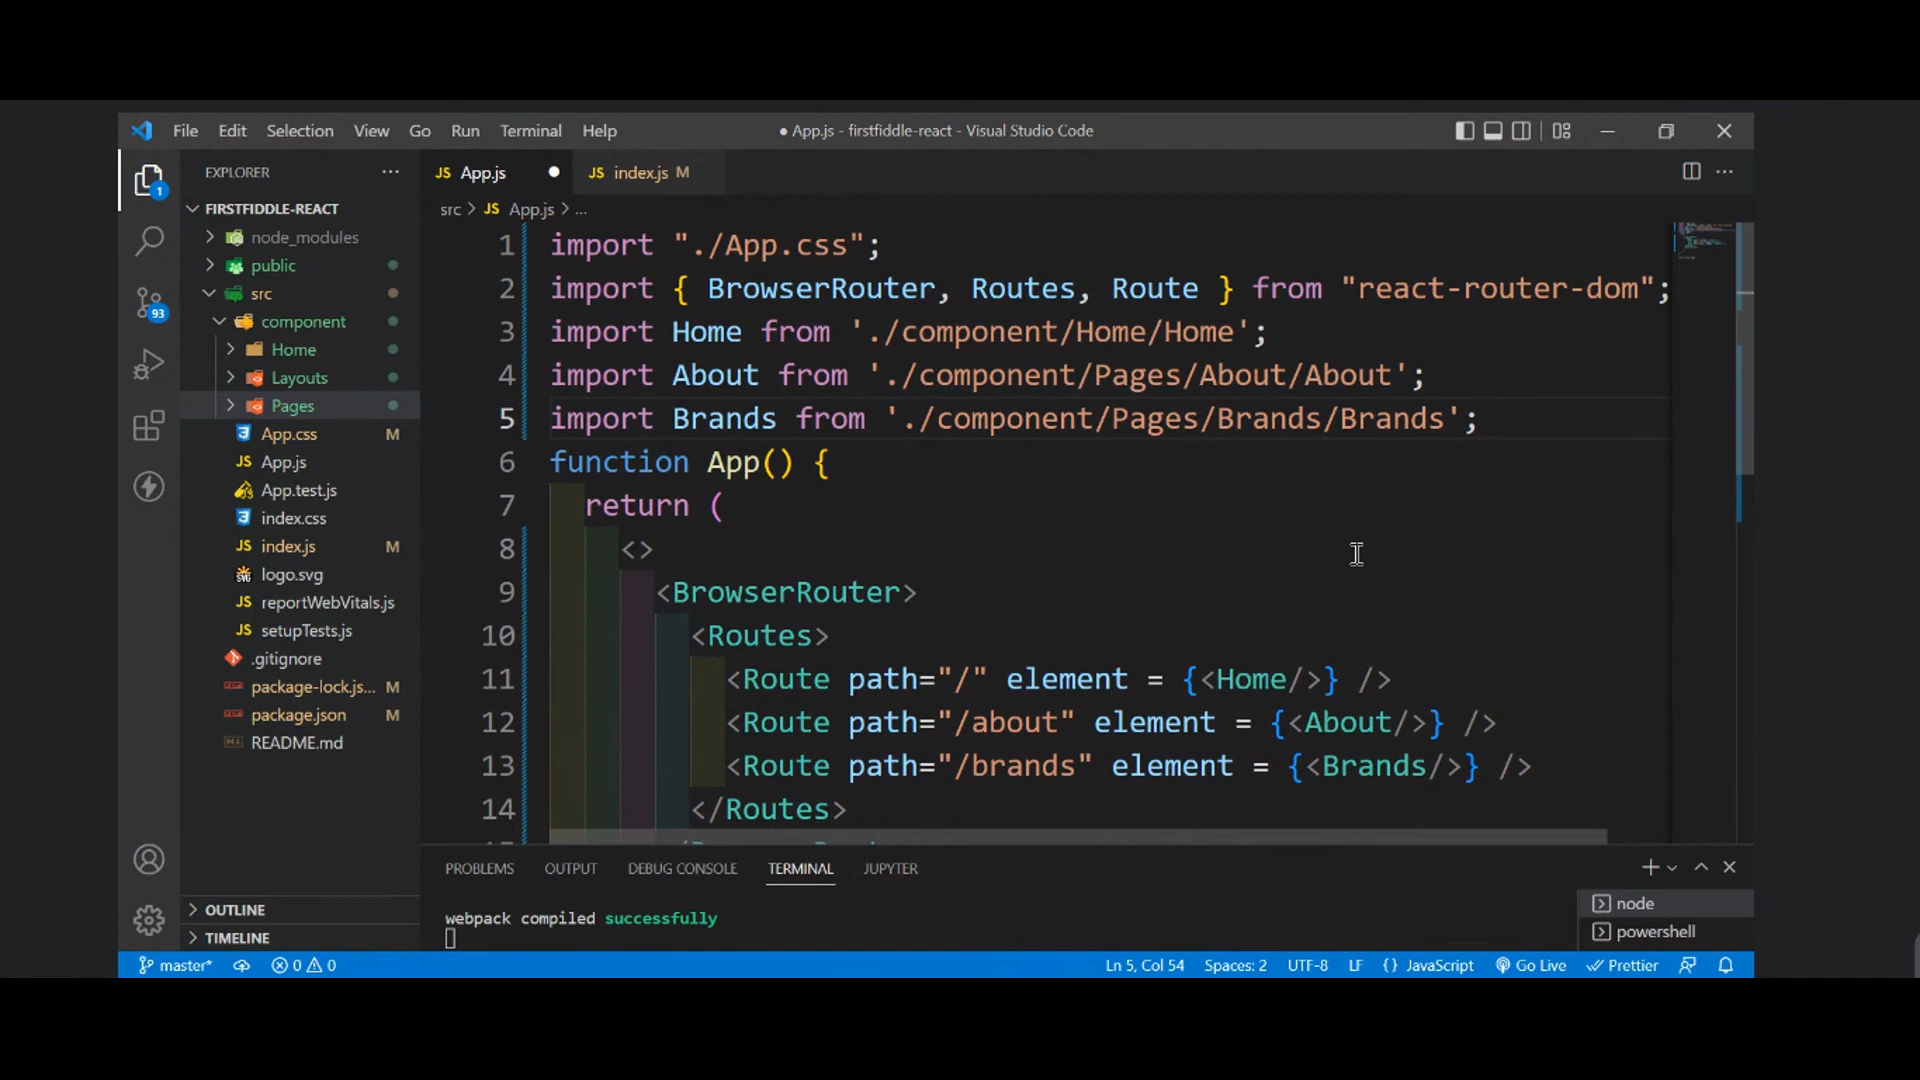 File Edit Selection View Go Run Terminal Help
● App.js - firstfiddle-react - Visual Studio Code
EXPLORER
FIRSTFIDDLE-REACT
node_modules
public
src
component
Home
Layouts
Pages
App.css M
App.js
App.test.js
index.css
index.js M
logo.svg
reportWebVitals.js
setupTests.js
.gitignore
package-lock.js... M
package.json M
README.md
OUTLINE
TIMELINE
1
93
JS App.js ●
JS index.js M
src > JS App.js > ...
1 import "./App.css";
2 import { BrowserRouter, Routes, Route } from "react-router-dom";
3 import Home from './component/Home/Home';
4 import About from './component/Pages/About/About';
5 import Brands from './component/Pages/Brands/Brands';
6 function App() {
7 return (
8 <>
9 <BrowserRouter>
10 <Routes>
11 <Route path="/" element = {<Home/>} />
12 <Route path="/about" element = {<About/>} />
13 <Route path="/brands" element = {<Brands/>} />
14 </Routes>
PROBLEMS OUTPUT DEBUG CONSOLE TERMINAL JUPYTER
webpack compiled successfully
node
powershell
master* 0 0
Ln 5, Col 54 Spaces: 2 UTF-8 LF {} JavaScript Go Live Prettier